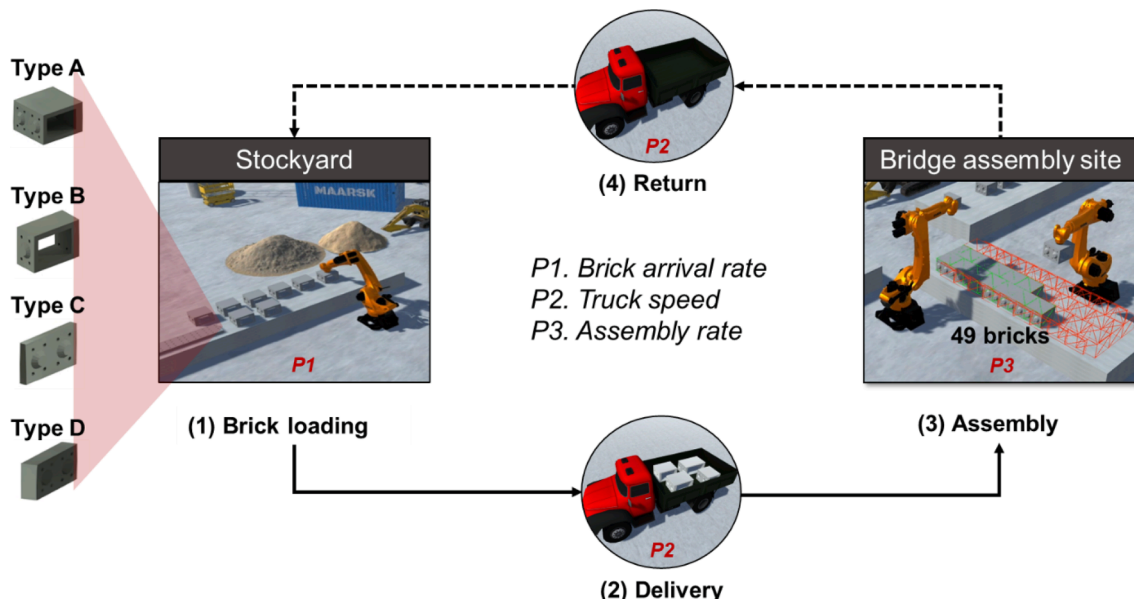 Type A
Type B
Type C
Type D
Stockyard
MAARSK
P1
(1) Brick loading
P2
(4) Return
P1. Brick arrival rate
P2. Truck speed
P3. Assembly rate
P2
(2) Delivery
Bridge assembly site
49 bricks
P3
(3) Assembly